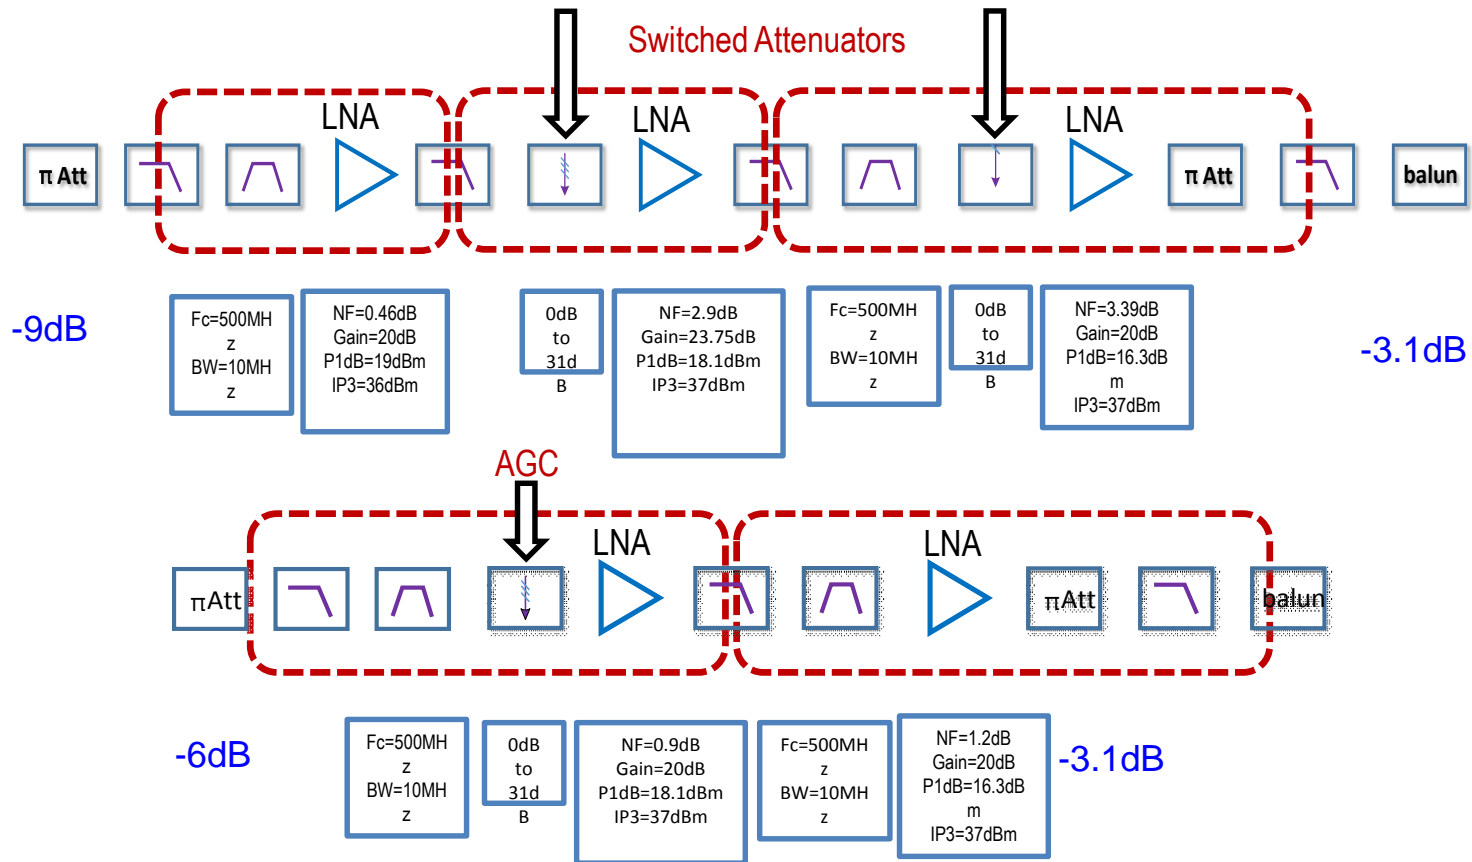 Switched Attenuators
LNA
LNA
LNA
π Att
π Att
balun
-9dB
Fc=500MH
z
BW=10MH
z
NF=0.46dB
Gain=20dB
P1dB=19dBm
IP3=36dBm
0dB
to
31d
B
NF=2.9dB
Gain=23.75dB
P1dB=18.1dBm
IP3=37dBm
Fc=500MH
z
BW=10MH
z
0dB
to
31d
B
NF=3.39dB
Gain=20dB
P1dB=16.3dB
m
IP3=37dBm
-3.1dB
AGC
LNA
LNA
πAtt
πAtt
balun
-6dB
Fc=500MH
z
BW=10MH
z
0dB
to
31d
B
NF=0.9dB
Gain=20dB
P1dB=18.1dBm
IP3=37dBm
Fc=500MH
z
BW=10MH
z
NF=1.2dB
Gain=20dB
P1dB=16.3dB
m
IP3=37dBm
-3.1dB